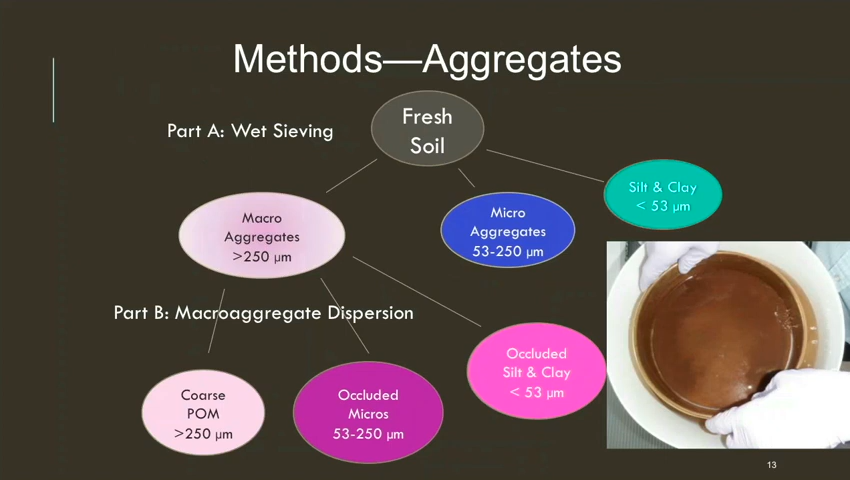 Methods—Aggregates
Part A: Wet Sieving
Fresh
Soil
Silt & Clay
< 53 µm
Macro
Aggregates
>250 µm
Micro
Aggregates
53-250 µm
Part B: Macroaggregate Dispersion
Coarse
POM
>250 µm
Occluded
Micros
53-250 µm
Occluded
Silt & Clay
< 53 µm
13